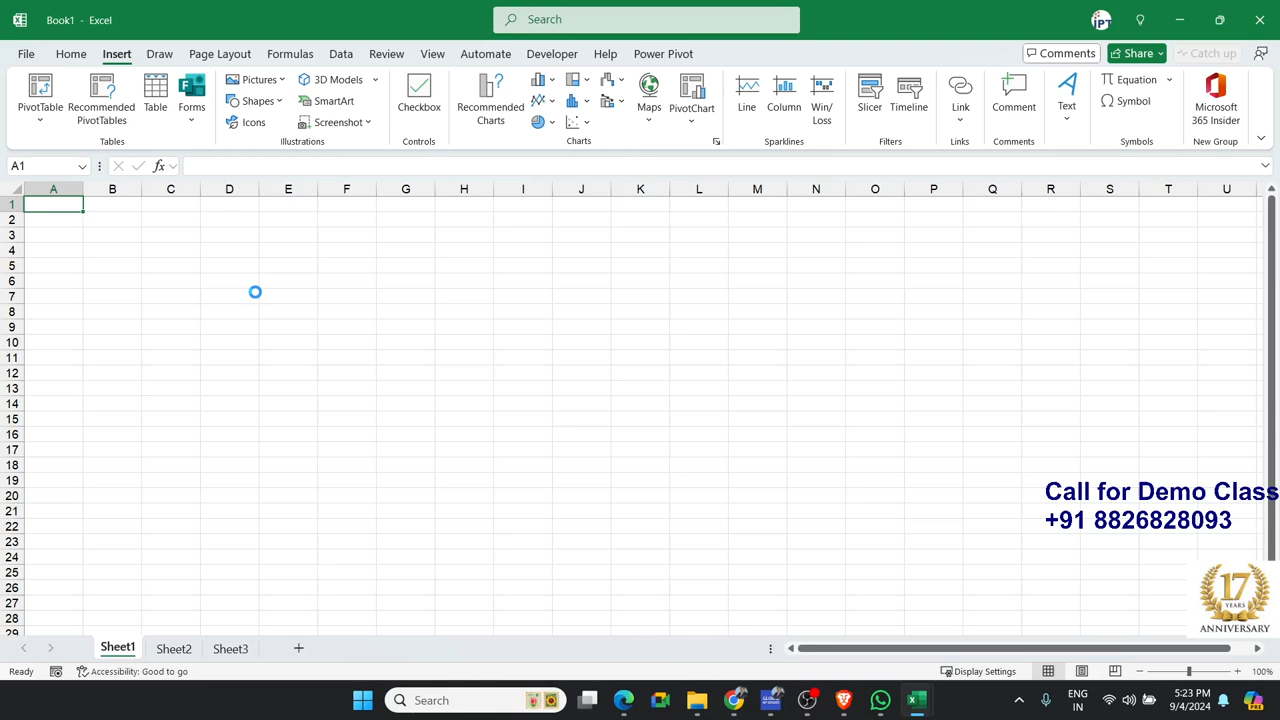 Book1 - Excel
Search
File Home Insert Draw Page Layout Formulas Data Review View Automate Developer Help Power Pivot
Comments Share Catch up
PivotTable
Recommended
PivotTables
Table
Forms
Tables
Pictures
Shapes
Icons
3D Models
SmartArt
Screenshot
Illustrations
Checkbox
Controls
Recommended
Charts
Maps
PivotChart
Charts
Line
Column
Win/
Loss
Sparklines
Slicer
Timeline
Filters
Link
Links
Comment
Comments
Text
Equation
Symbol
Symbols
Microsoft
365 Insider
New Group
A1
fx
A B C D E F G H I J K L M N O P Q R S T U
1
2
3
4
5
6
7
8
9
10
11
12
13
14
15
16
17
18
19
20
21
22
23
24
25
26
27
28
29
Call for Demo Class
+91 8826828093
17
YEARS
ANNIVERSARY
Sheet1 Sheet2 Sheet3
Ready Accessibility: Good to go Display Settings 100%
Search
ENG
IN
5:23 PM
9/4/2024